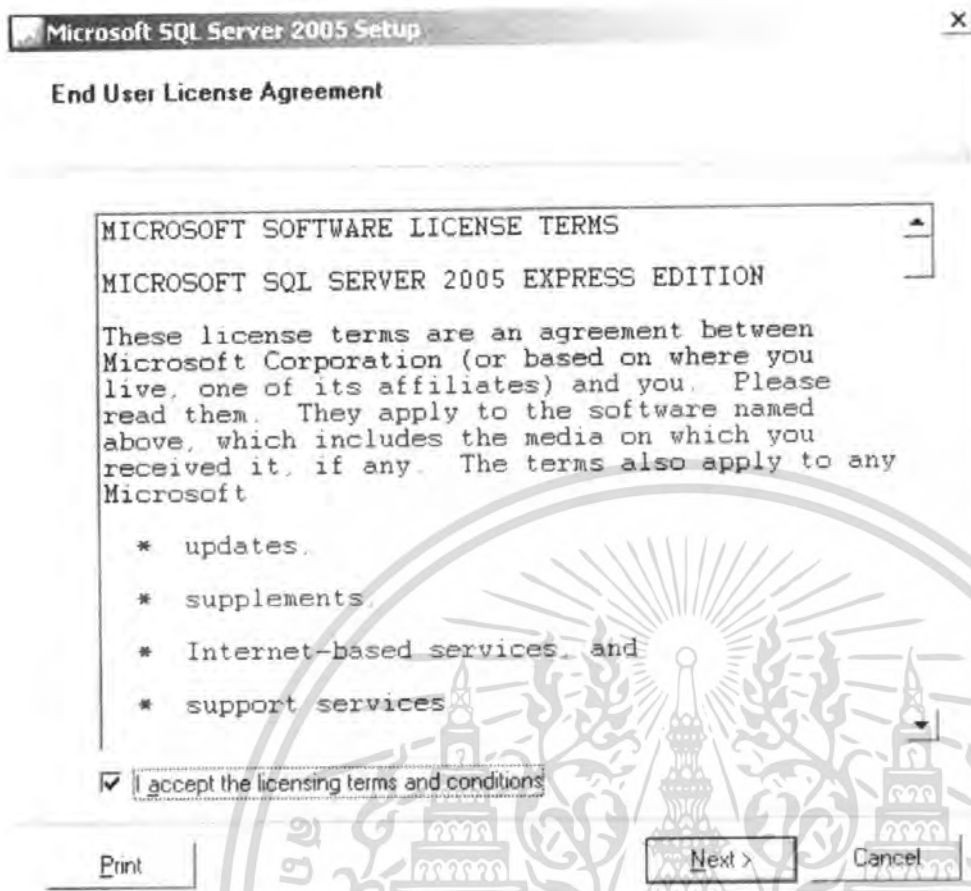 Microsoft SQL Server 2005 Setup
End User License Agreement
MICROSOFT SOFTWARE LICENSE TERMS
MICROSOFT SQL SERVER 2005 EXPRESS EDITION
These license terms are an agreement between
Microsoft Corporation (or based on where you
live, one of its affiliates) and you.  Please
read them.  They apply to the software named
above, which includes the media on which you
received it, if any.  The terms also apply to any
Microsoft
* updates,
* supplements,
* Internet-based services, and
* support services
I accept the licensing terms and conditions
Print
Next >
Cancel